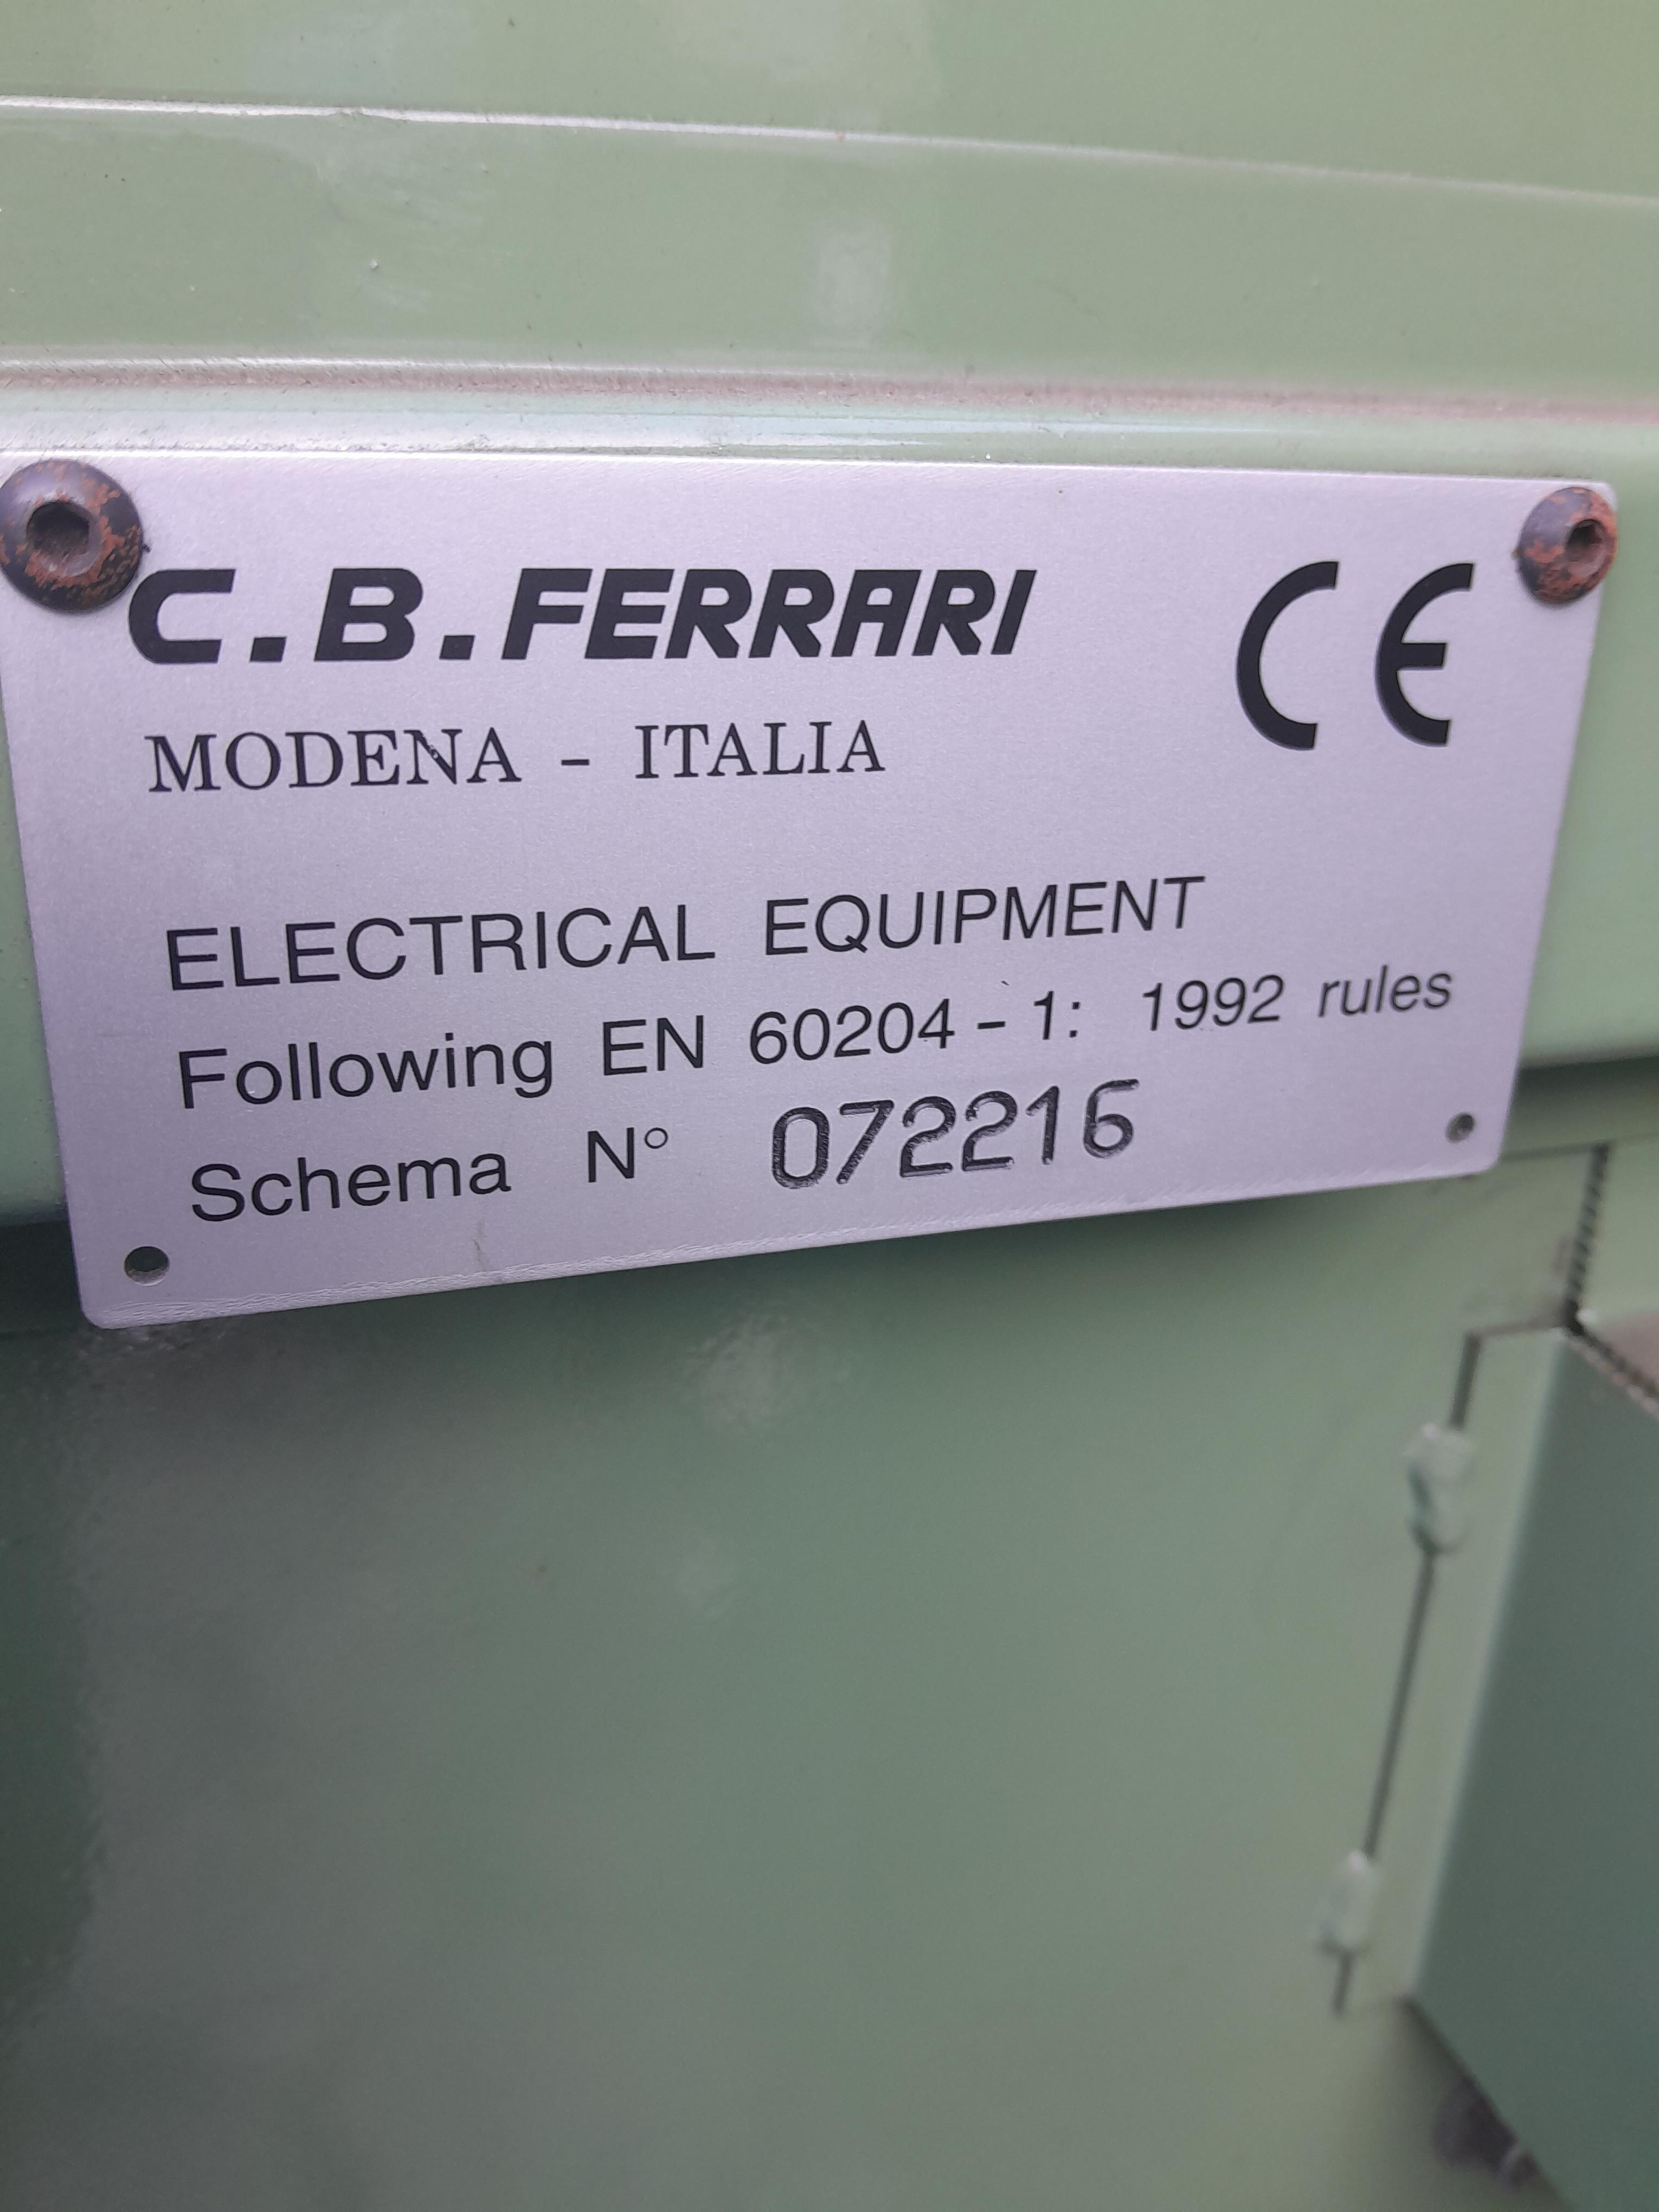 C.B.FERRARI
CE
MODENA - ITALIA
ELECTRICAL EQUIPMENT
Following EN 60204 - 1: 1992 rules
Schema N° 072216